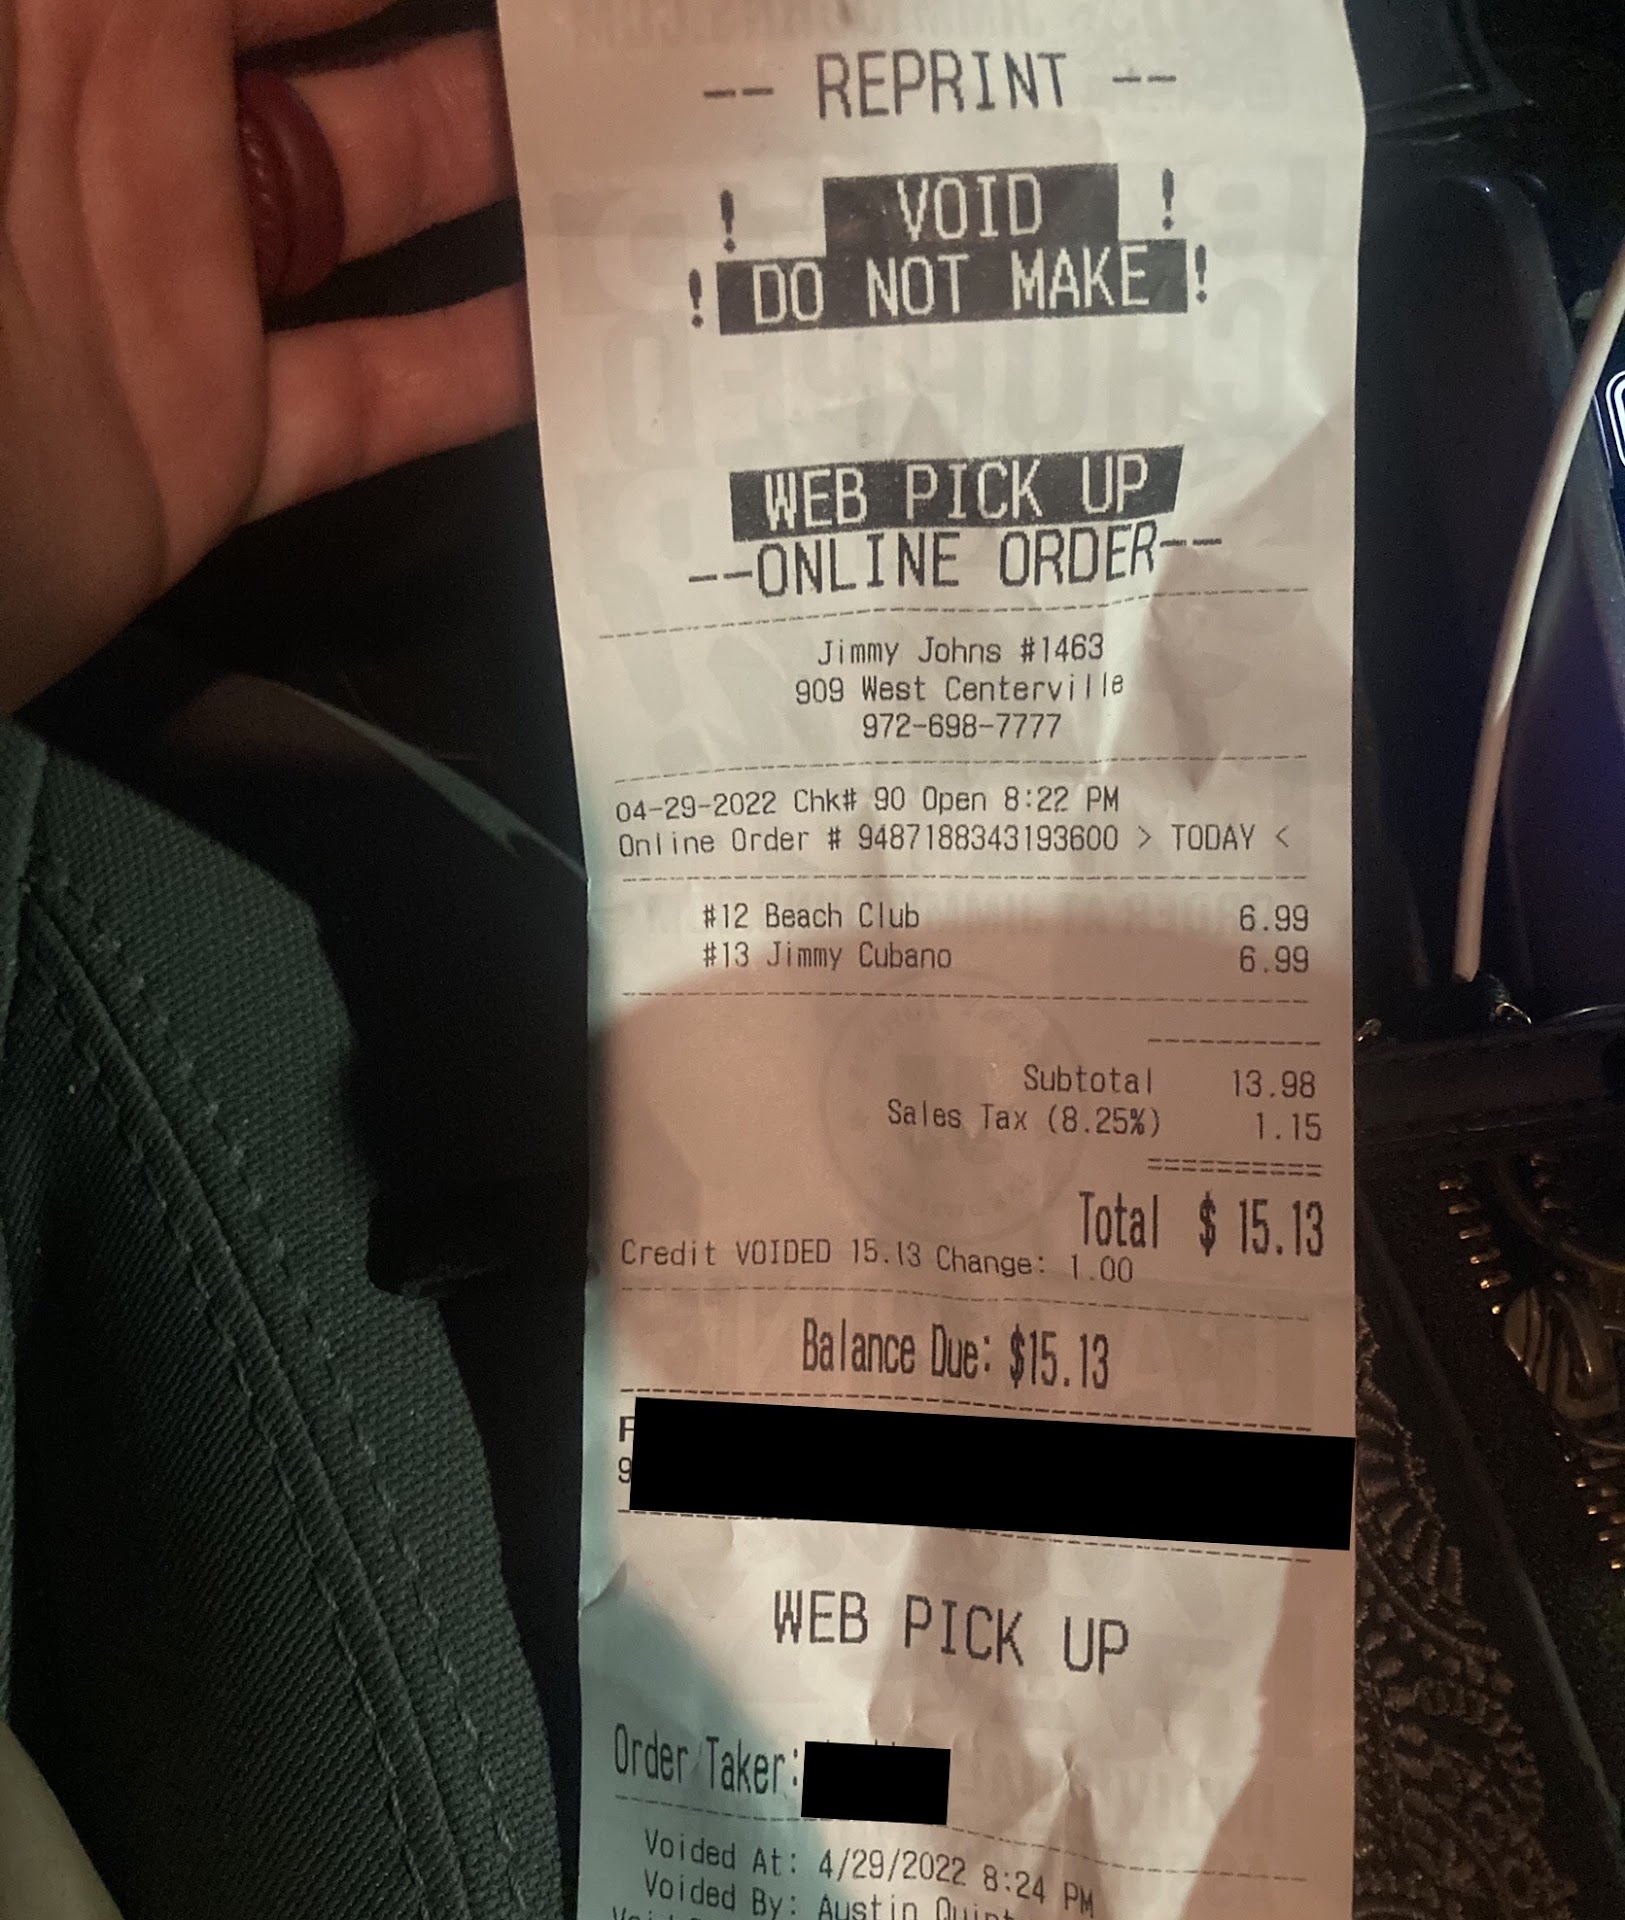 -- REPRINT --
! VOID !
! DO NOT MAKE !
WEB PICK UP
--ONLINE ORDER--
Jimmy Johns #1463
909 West Centerville
972-698-7777
04-29-2022 Chk# 90 Open 8:22 PM
Online Order # 9487188343193600 > TODAY <
#12 Beach Club 6.99
#13 Jimmy Cubano 6.99
Subtotal 13.98
Sales Tax (8.25%) 1.15
Total $ 15.13
Credit VOIDED 15.13 Change: 1.00
Balance Due: $15.13
F
9
WEB PICK UP
Order Taker:
Voided At: 4/29/2022 8:24 PM
Voided By: Austin